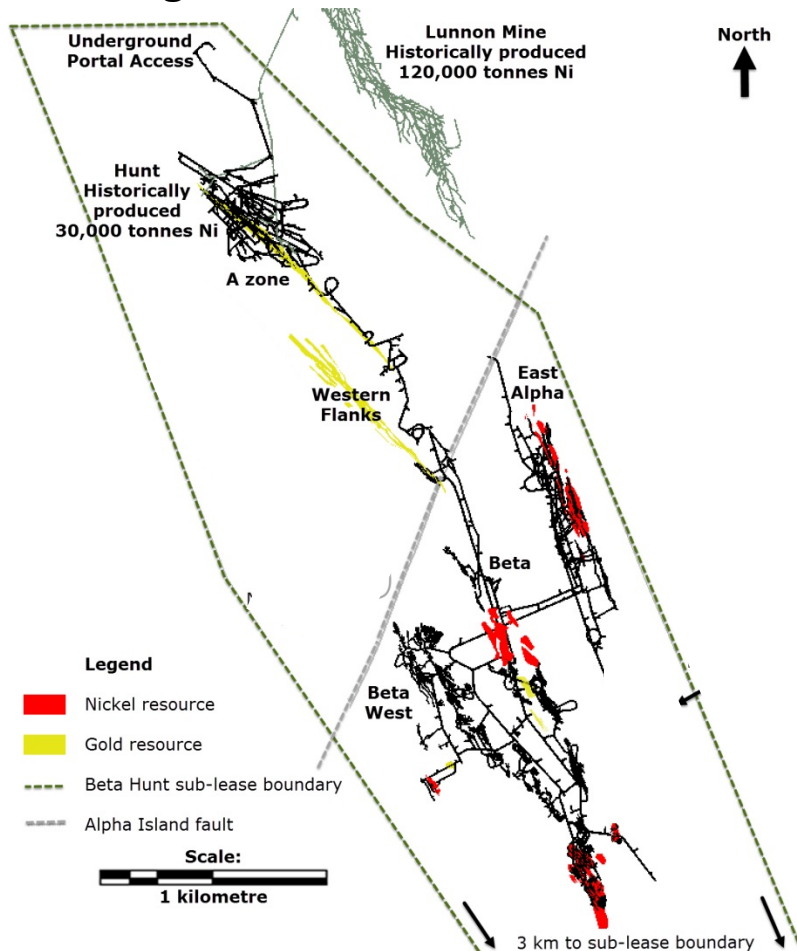 Underground
Portal Access
Lunnon Mine
Historically produced
120,000 tonnes Ni
North
Hunt
Historically
produced
30,000 tonnes Ni
A zone
Western
Flanks
East
Alpha
Beta
Beta
West
Legend
Nickel resource
Gold resource
Beta Hunt sub-lease boundary
Alpha Island fault
Scale:
1 kilometre
3 km to sub-lease boundary